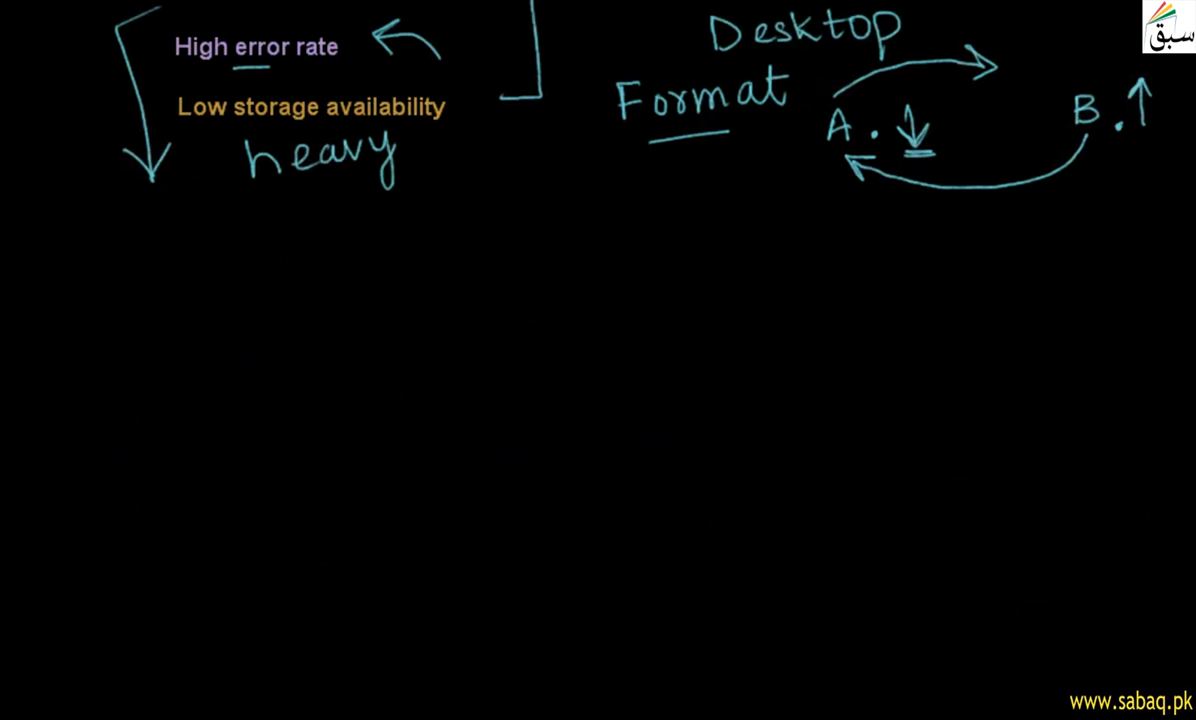 High error rate
Low storage availability
heavy
Desktop
Format
A.
B.
سبق
www.sabaq.pk